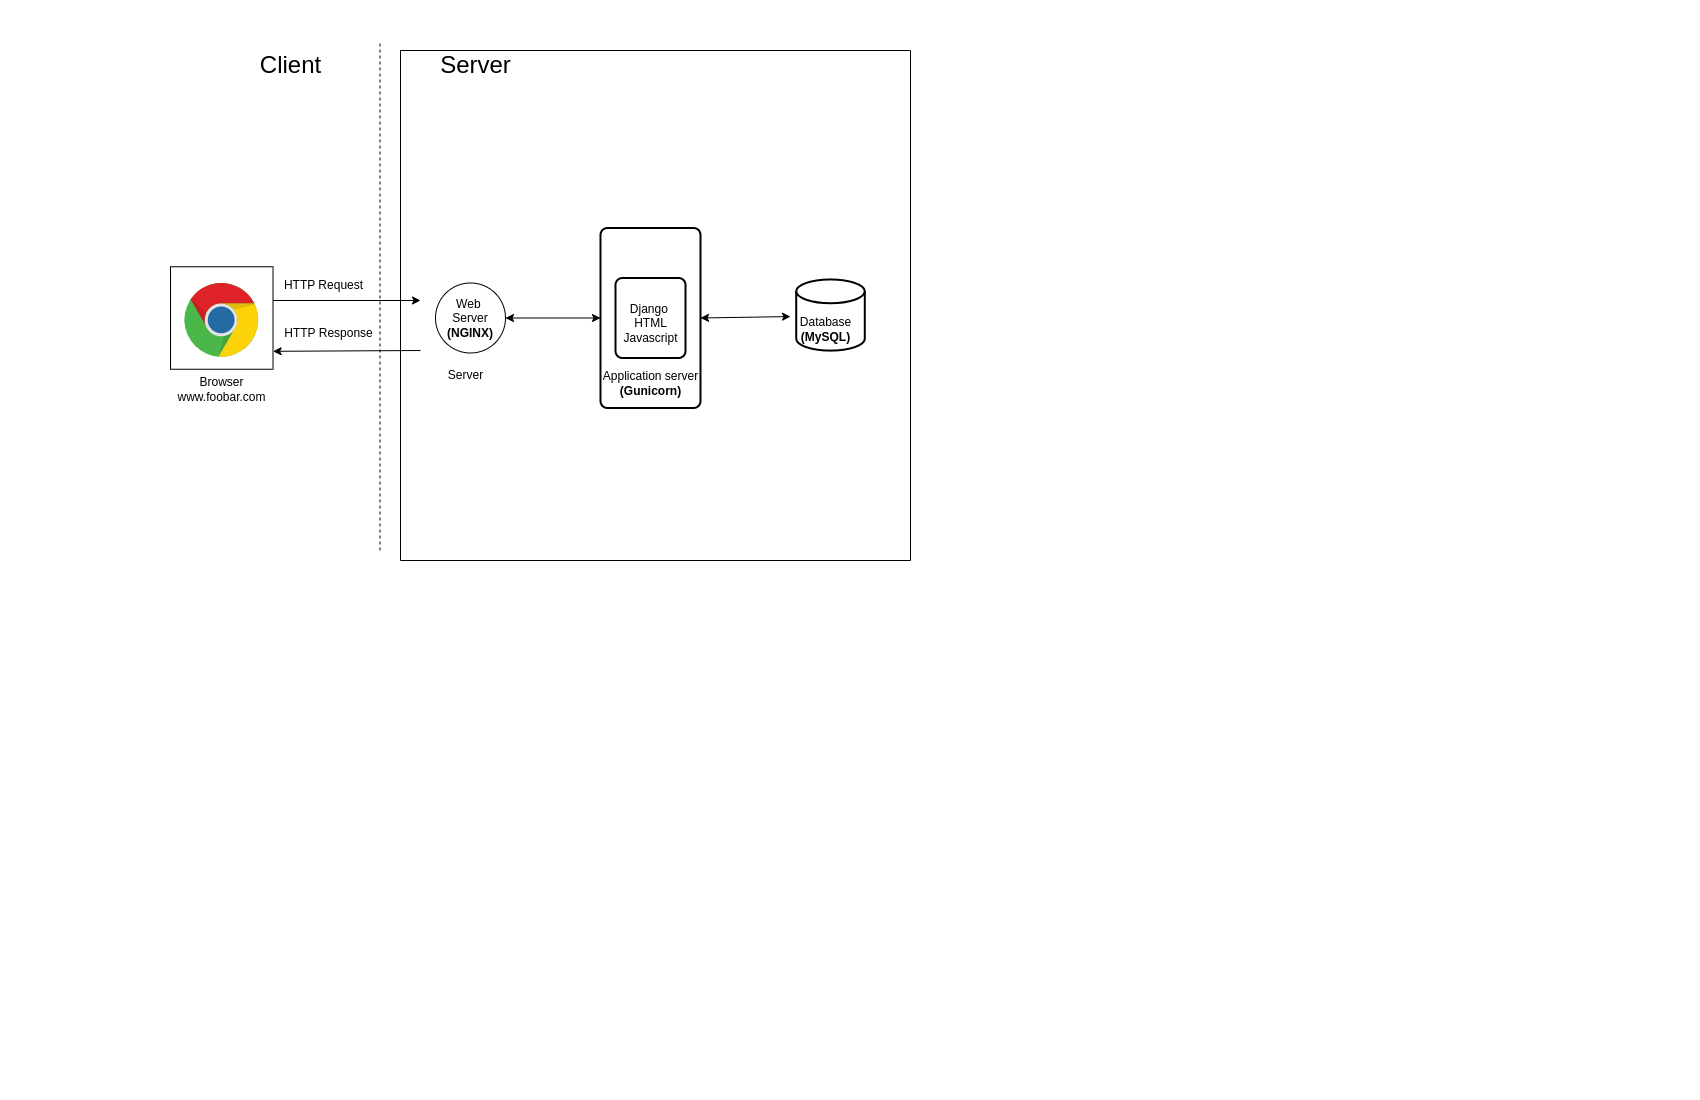 Client
Server
HTTP Request
HTTP Response
Browser
www.foobar.com
Web
Server
(NGINX)
Server
Django
HTML
Javascript
Application server
(Gunicorn)
Database
(MySQL)